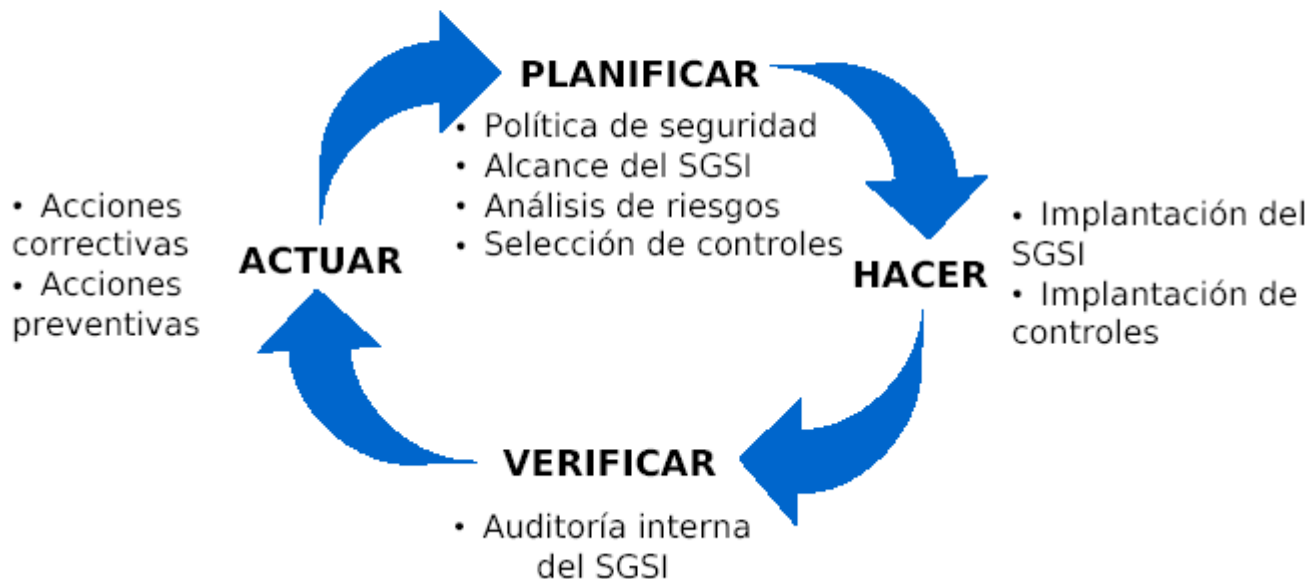 PLANIFICAR
• Política de seguridad
• Alcance del SGSI
• Análisis de riesgos
• Selección de controles
HACER
• Implantación del
SGSI
• Implantación de
controles
VERIFICAR
• Auditoría interna
del SGSI
ACTUAR
• Acciones
correctivas
• Acciones
preventivas